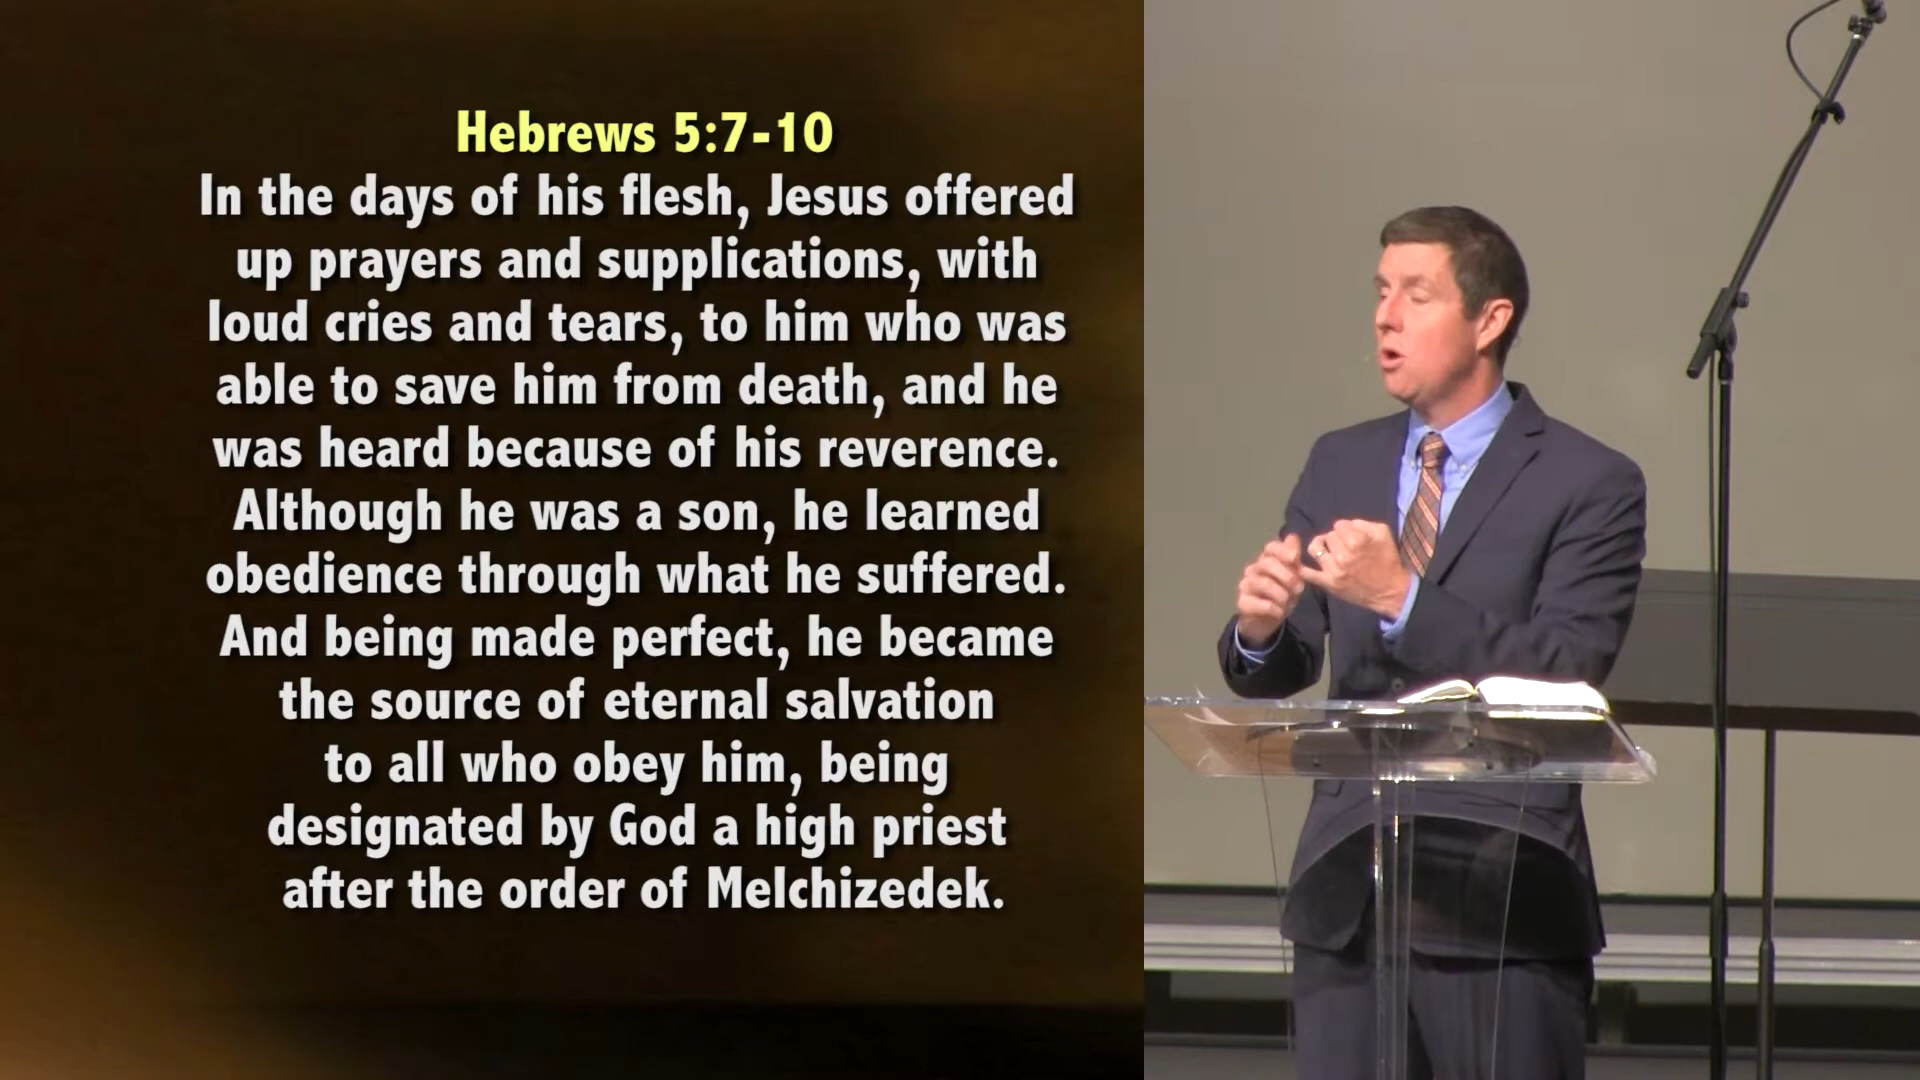 Hebrews 5:7-10
In the days of his flesh, Jesus offered
up prayers and supplications, with
loud cries and tears, to him who was
able to save him from death, and he
was heard because of his reverence.
Although he was a son, he learned
obedience through what he suffered.
And being made perfect, he became
the source of eternal salvation
to all who obey him, being
designated by God a high priest
after the order of Melchizedek.